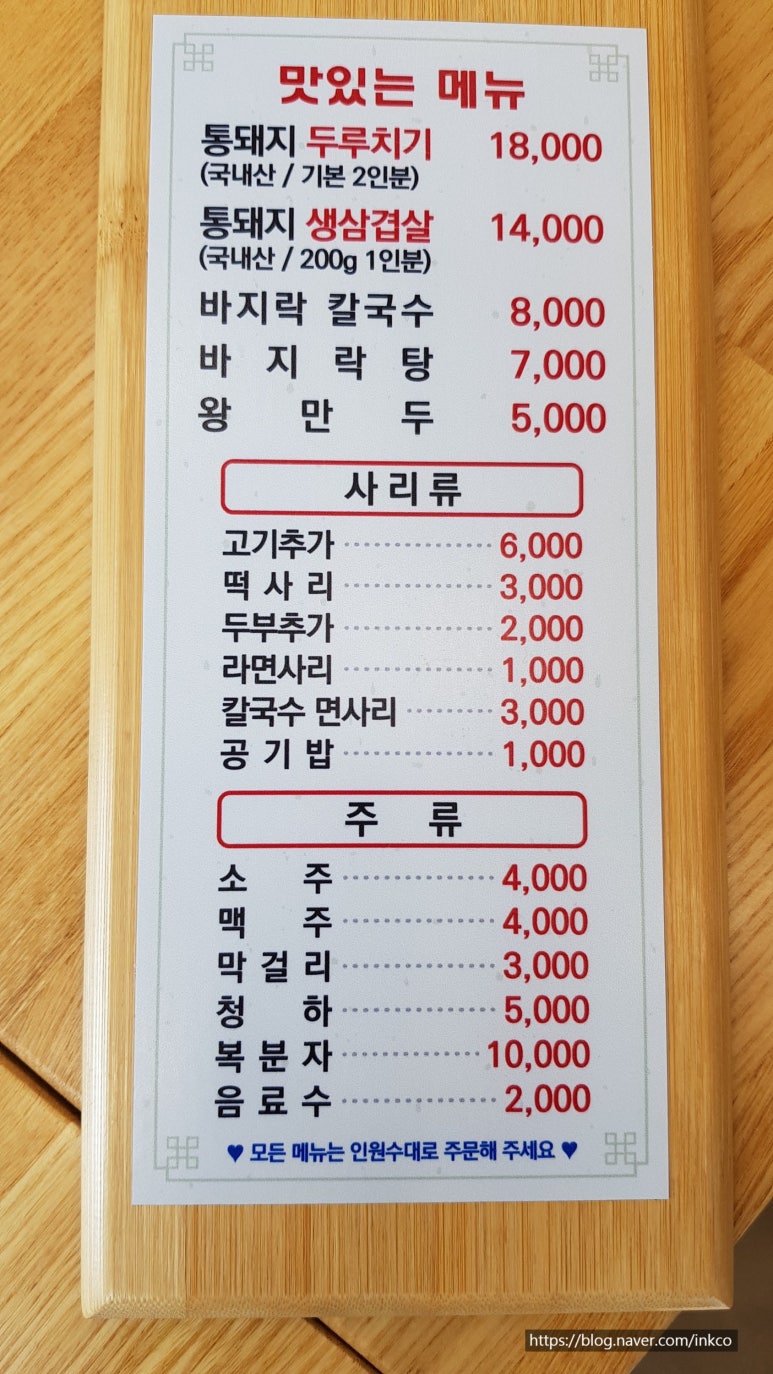 맛있는 메뉴
통돼지 두루치기 18,000
(국내산 / 기본 2인분)
통돼지 생삼겹살 14,000
(국내산 / 200g 1인분)
바지락 칼국수 8,000
바지락탕 7,000
왕만두 5,000
사리류
고기추가 6,000
떡사리 3,000
두부추가 2,000
라면사리 1,000
칼국수 면사리 3,000
공기밥 1,000
주류
소주 4,000
맥주 4,000
막걸리 3,000
청하 5,000
복분자 10,000
음료수 2,000
♥ 모든 메뉴는 인원수대로 주문해 주세요 ♥
https://blog.naver.com/inkco